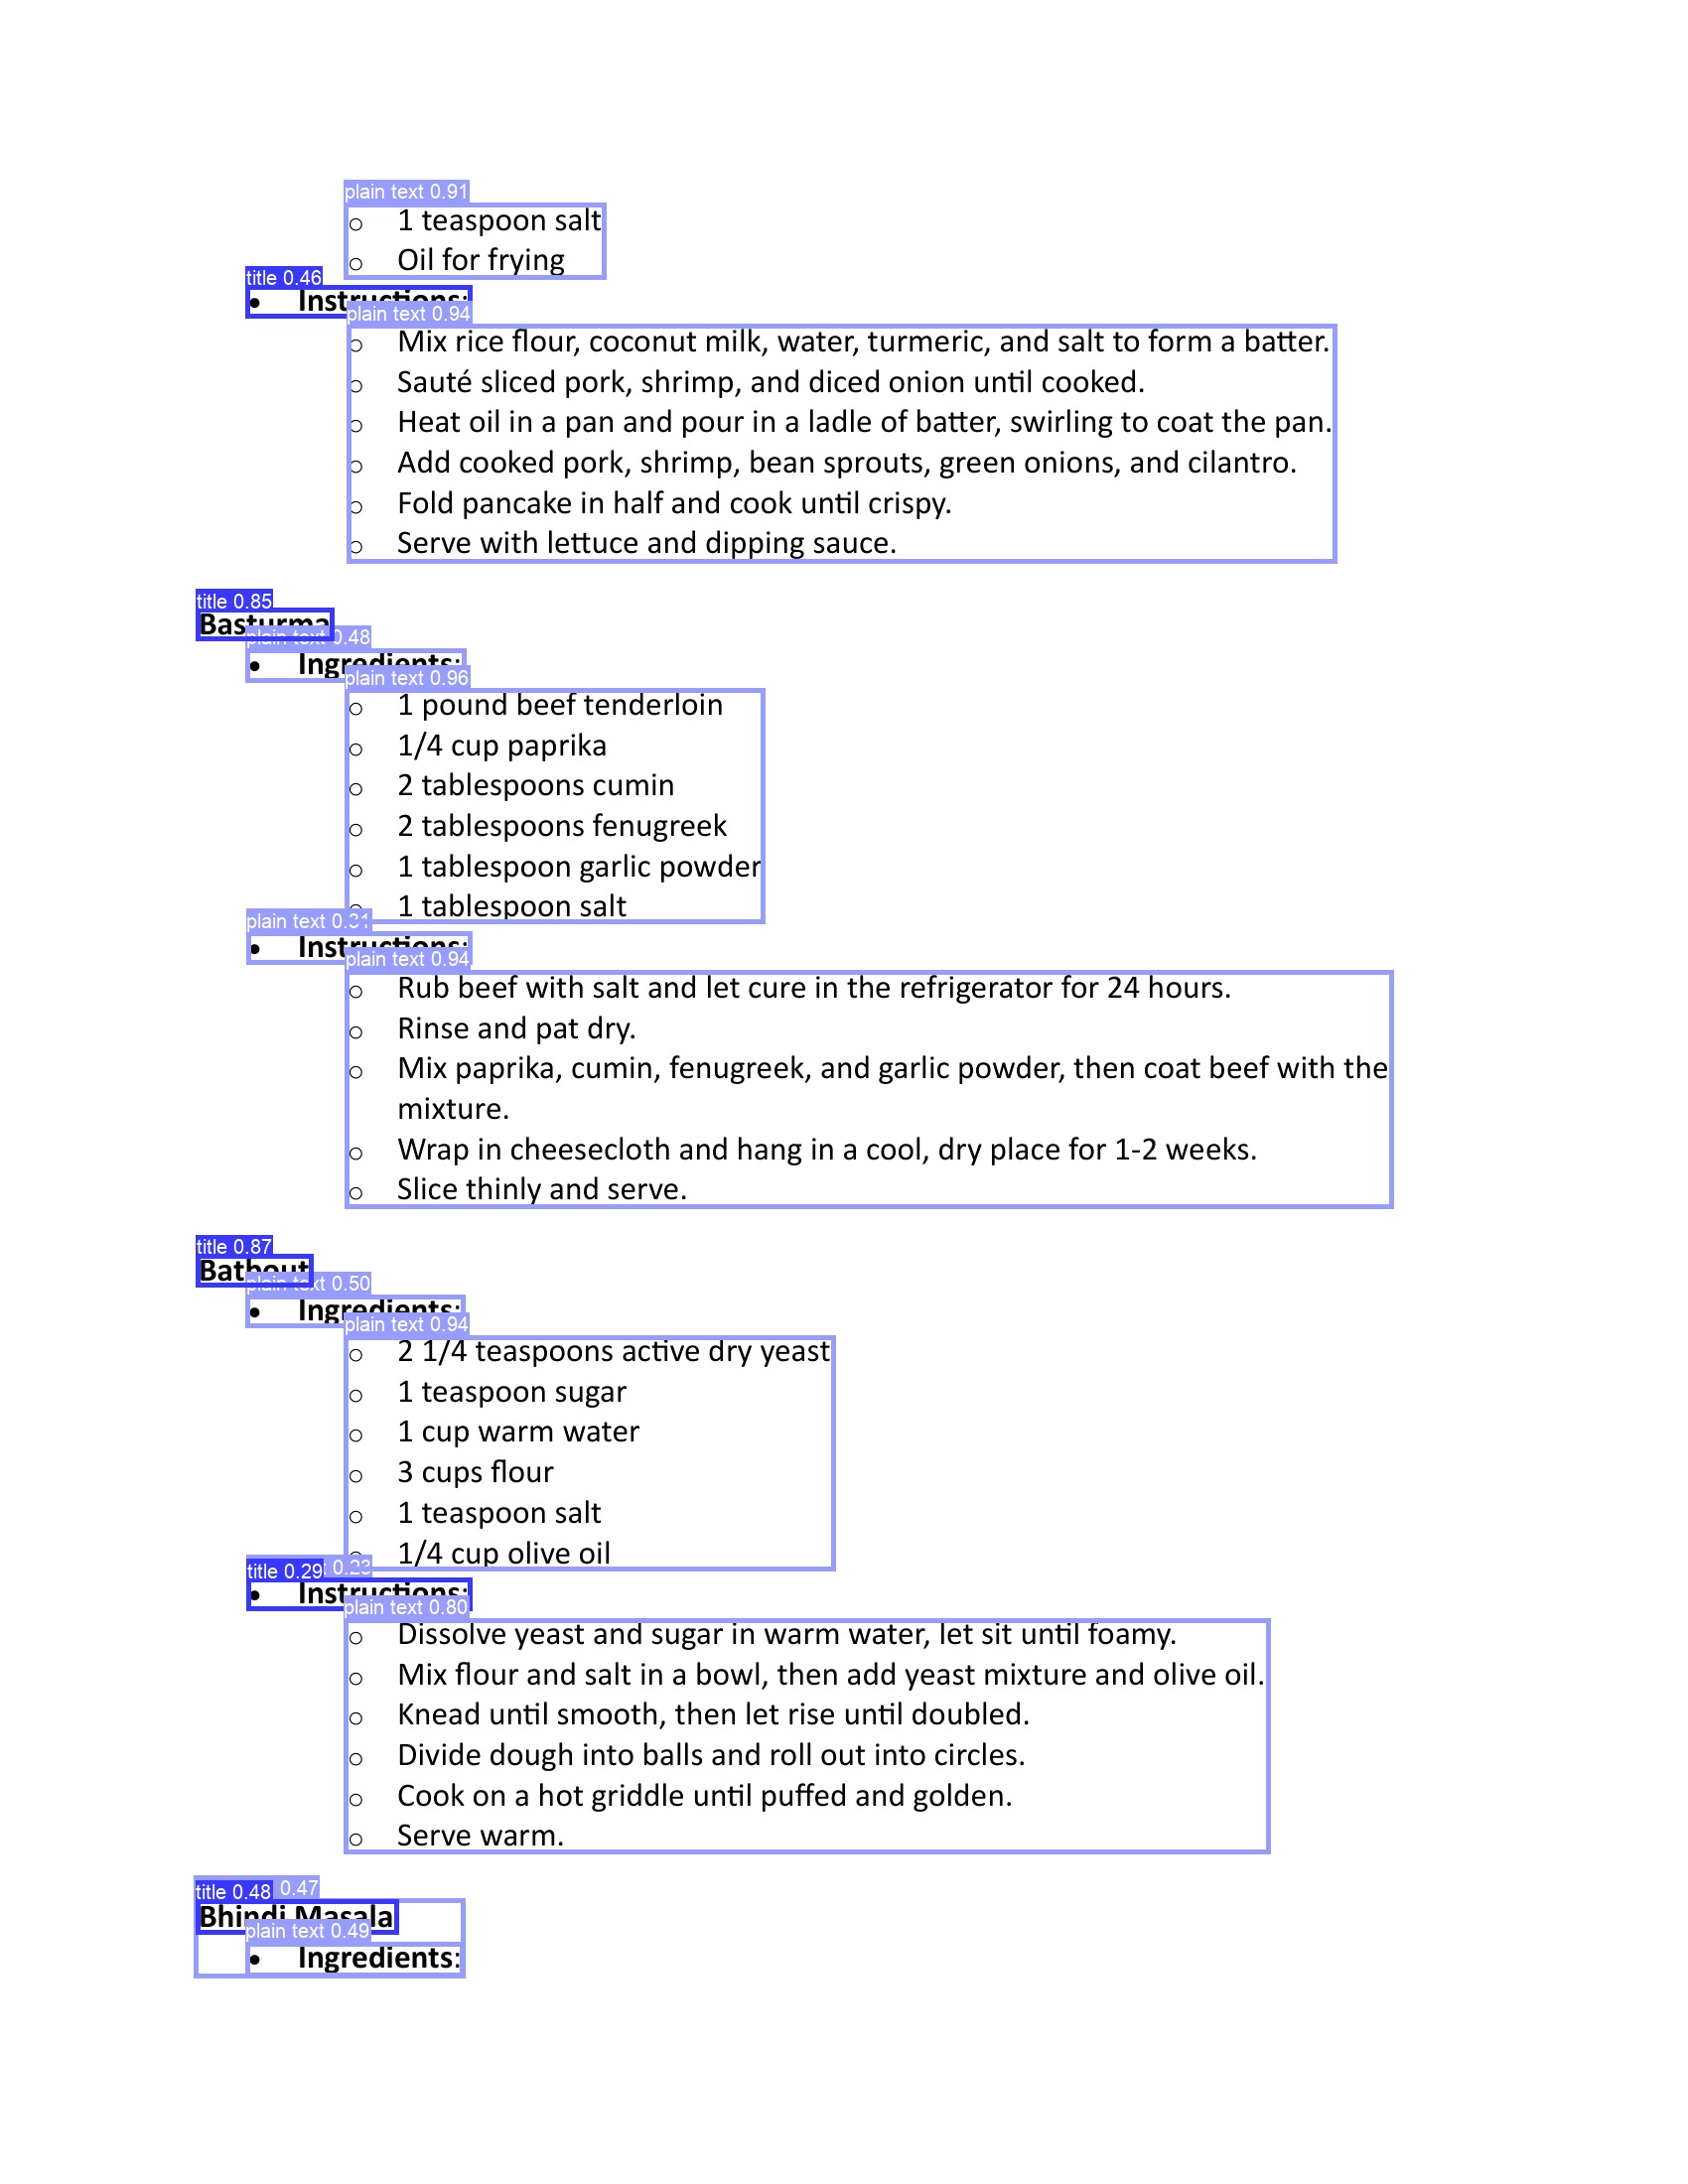 plain text 0.91
○ 1 teaspoon salt
○ Oil for frying
title 0.46
• Instructions:
plain text 0.94
○ Mix rice flour, coconut milk, water, turmeric, and salt to form a batter.
○ Sauté sliced pork, shrimp, and diced onion until cooked.
○ Heat oil in a pan and pour in a ladle of batter, swirling to coat the pan.
○ Add cooked pork, shrimp, bean sprouts, green onions, and cilantro.
○ Fold pancake in half and cook until crispy.
○ Serve with lettuce and dipping sauce.
title 0.85
Basturma
plain text 0.48
• Ingredients:
plain text 0.96
○ 1 pound beef tenderloin
○ 1/4 cup paprika
○ 2 tablespoons cumin
○ 2 tablespoons fenugreek
○ 1 tablespoon garlic powder
○ 1 tablespoon salt
plain text 0.31
• Instructions:
plain text 0.94
○ Rub beef with salt and let cure in the refrigerator for 24 hours.
○ Rinse and pat dry.
○ Mix paprika, cumin, fenugreek, and garlic powder, then coat beef with the
mixture.
○ Wrap in cheesecloth and hang in a cool, dry place for 1-2 weeks.
○ Slice thinly and serve.
title 0.87
Batbout
plain text 0.50
• Ingredients:
plain text 0.94
○ 2 1/4 teaspoons active dry yeast
○ 1 teaspoon sugar
○ 1 cup warm water
○ 3 cups flour
○ 1 teaspoon salt
○ 1/4 cup olive oil
title 0.29 0.23
• Instructions:
plain text 0.80
○ Dissolve yeast and sugar in warm water, let sit until foamy.
○ Mix flour and salt in a bowl, then add yeast mixture and olive oil.
○ Knead until smooth, then let rise until doubled.
○ Divide dough into balls and roll out into circles.
○ Cook on a hot griddle until puffed and golden.
○ Serve warm.
title 0.48 0.47
Bhindi Masala
plain text 0.49
• Ingredients: